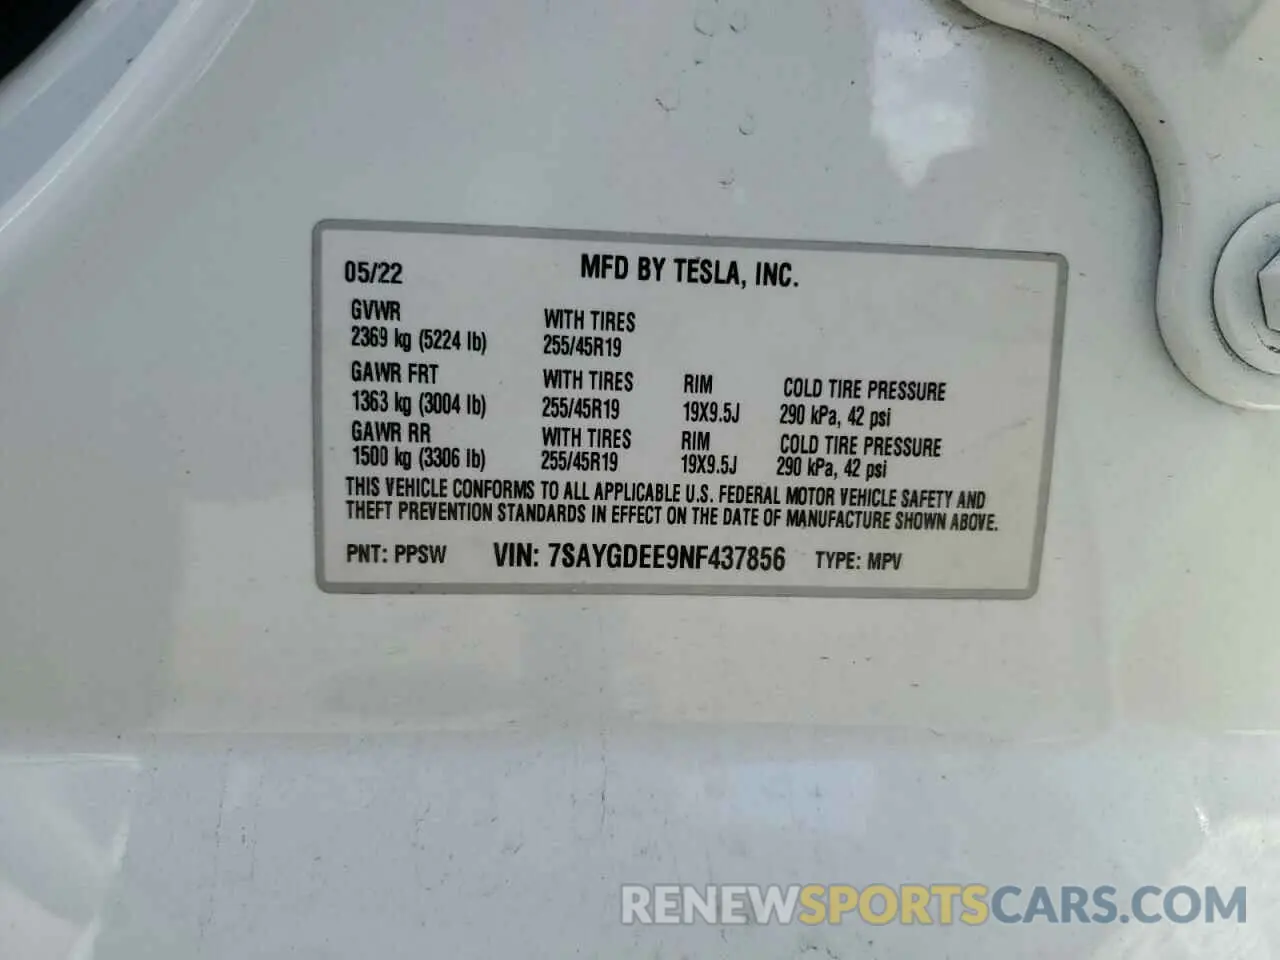 05/22 MFD BY TESLA, INC.
GVWR WITH TIRES
2369 kg (5224 lb) 255/45R19
GAWR FRT WITH TIRES RIM COLD TIRE PRESSURE
1363 kg (3004 lb) 255/45R19 19X9.5J 290 kPa, 42 psi
GAWR RR WITH TIRES RIM COLD TIRE PRESSURE
1500 kg (3306 lb) 255/45R19 19X9.5J 290 kPa, 42 psi
THIS VEHICLE CONFORMS TO ALL APPLICABLE U.S. FEDERAL MOTOR VEHICLE SAFETY AND
THEFT PREVENTION STANDARDS IN EFFECT ON THE DATE OF MANUFACTURE SHOWN ABOVE.
PNT: PPSW VIN: 7SAYGDEE9NF437856 TYPE: MPV
RENEWSPORTSCARS.COM